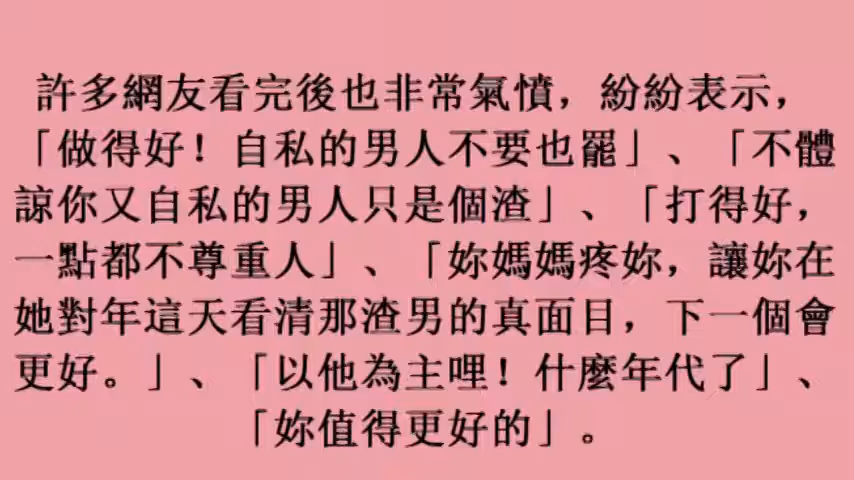 許多網友看完後也非常氣憤，紛紛表示，
「做得好！自私的男人不要也罷」、「不體
諒你又自私的男人只是個渣」、「打得好，
一點都不尊重人」、「妳媽媽疼妳，讓妳在
她對年這天看清那渣男的真面目，下一個會
更好。」、「以他為主哩！什麼年代了」、
「妳值得更好的」。